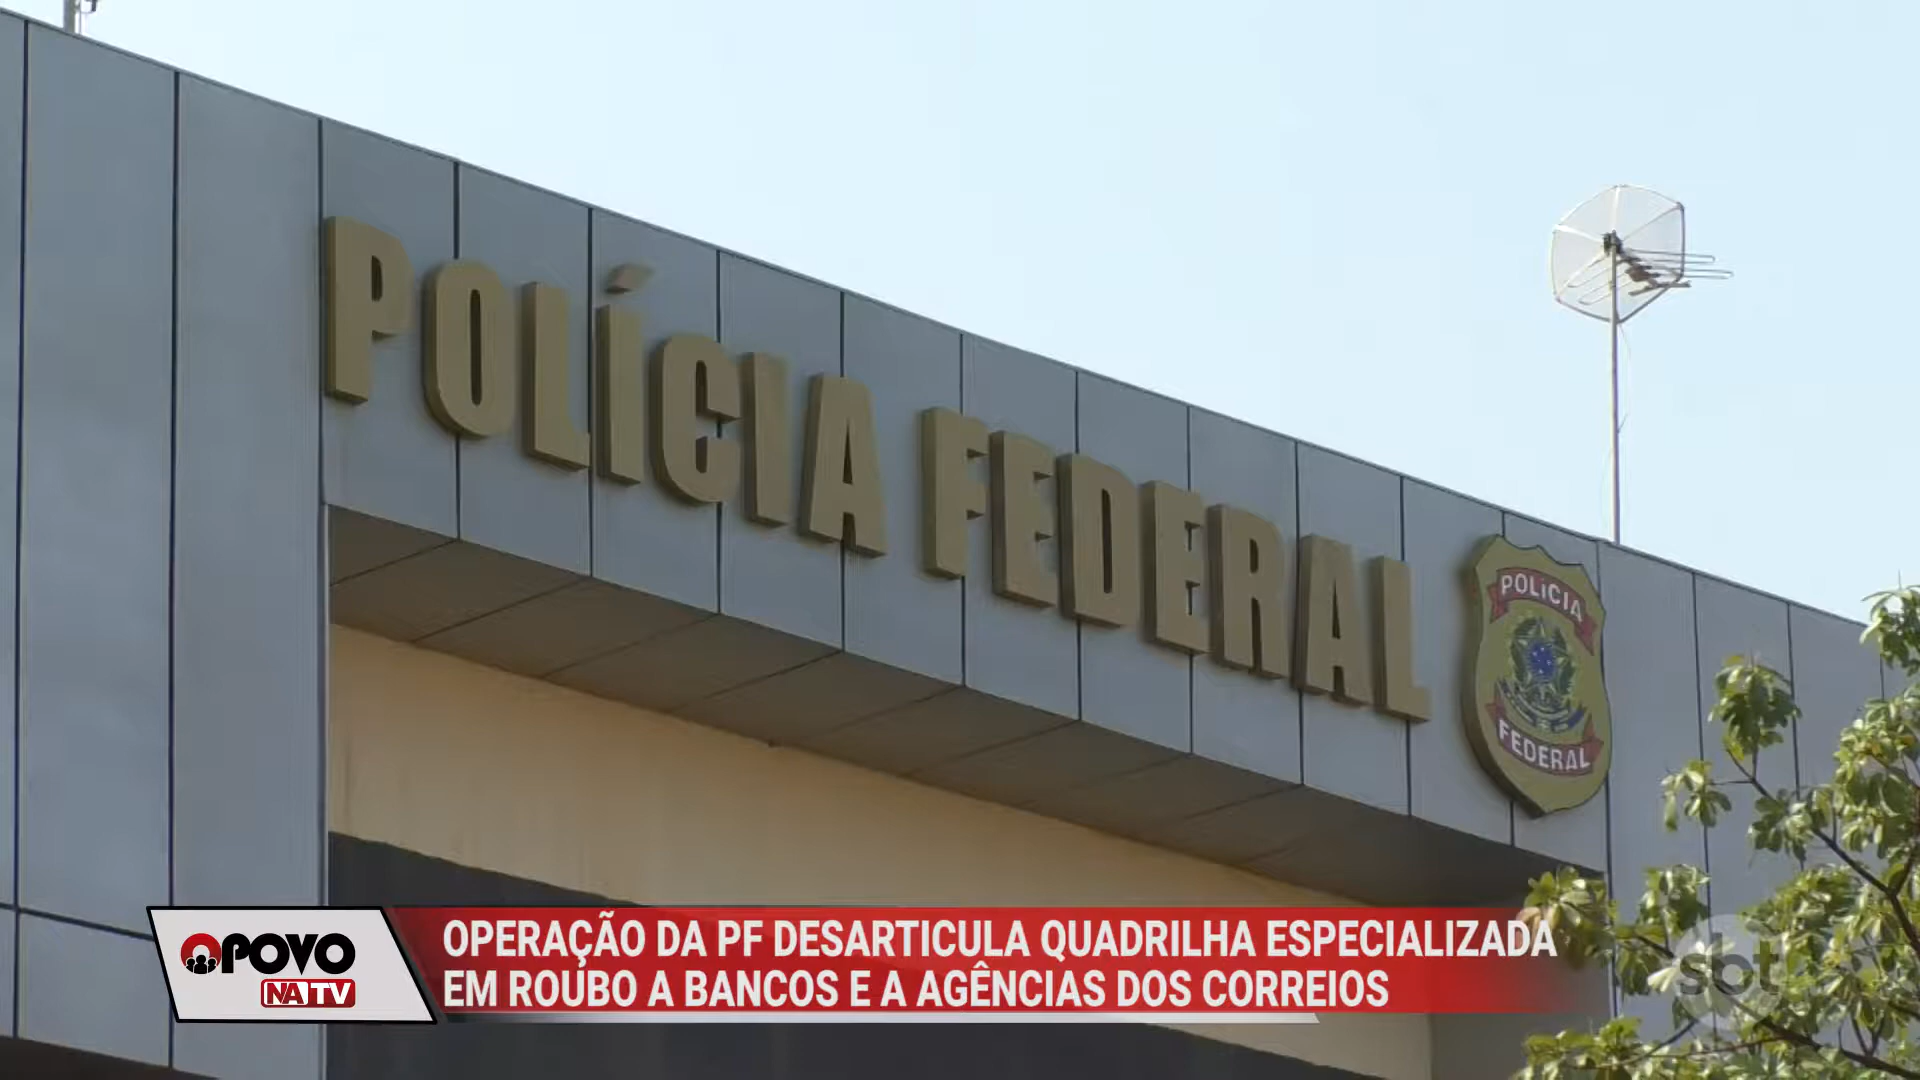 POLÍCIA FEDERAL
POLICIA
FEDERAL
OPOVO
NA TV
OPERAÇÃO DA PF DESARTICULA QUADRILHA ESPECIALIZADA
EM ROUBO A BANCOS E A AGÊNCIAS DOS CORREIOS
sbt